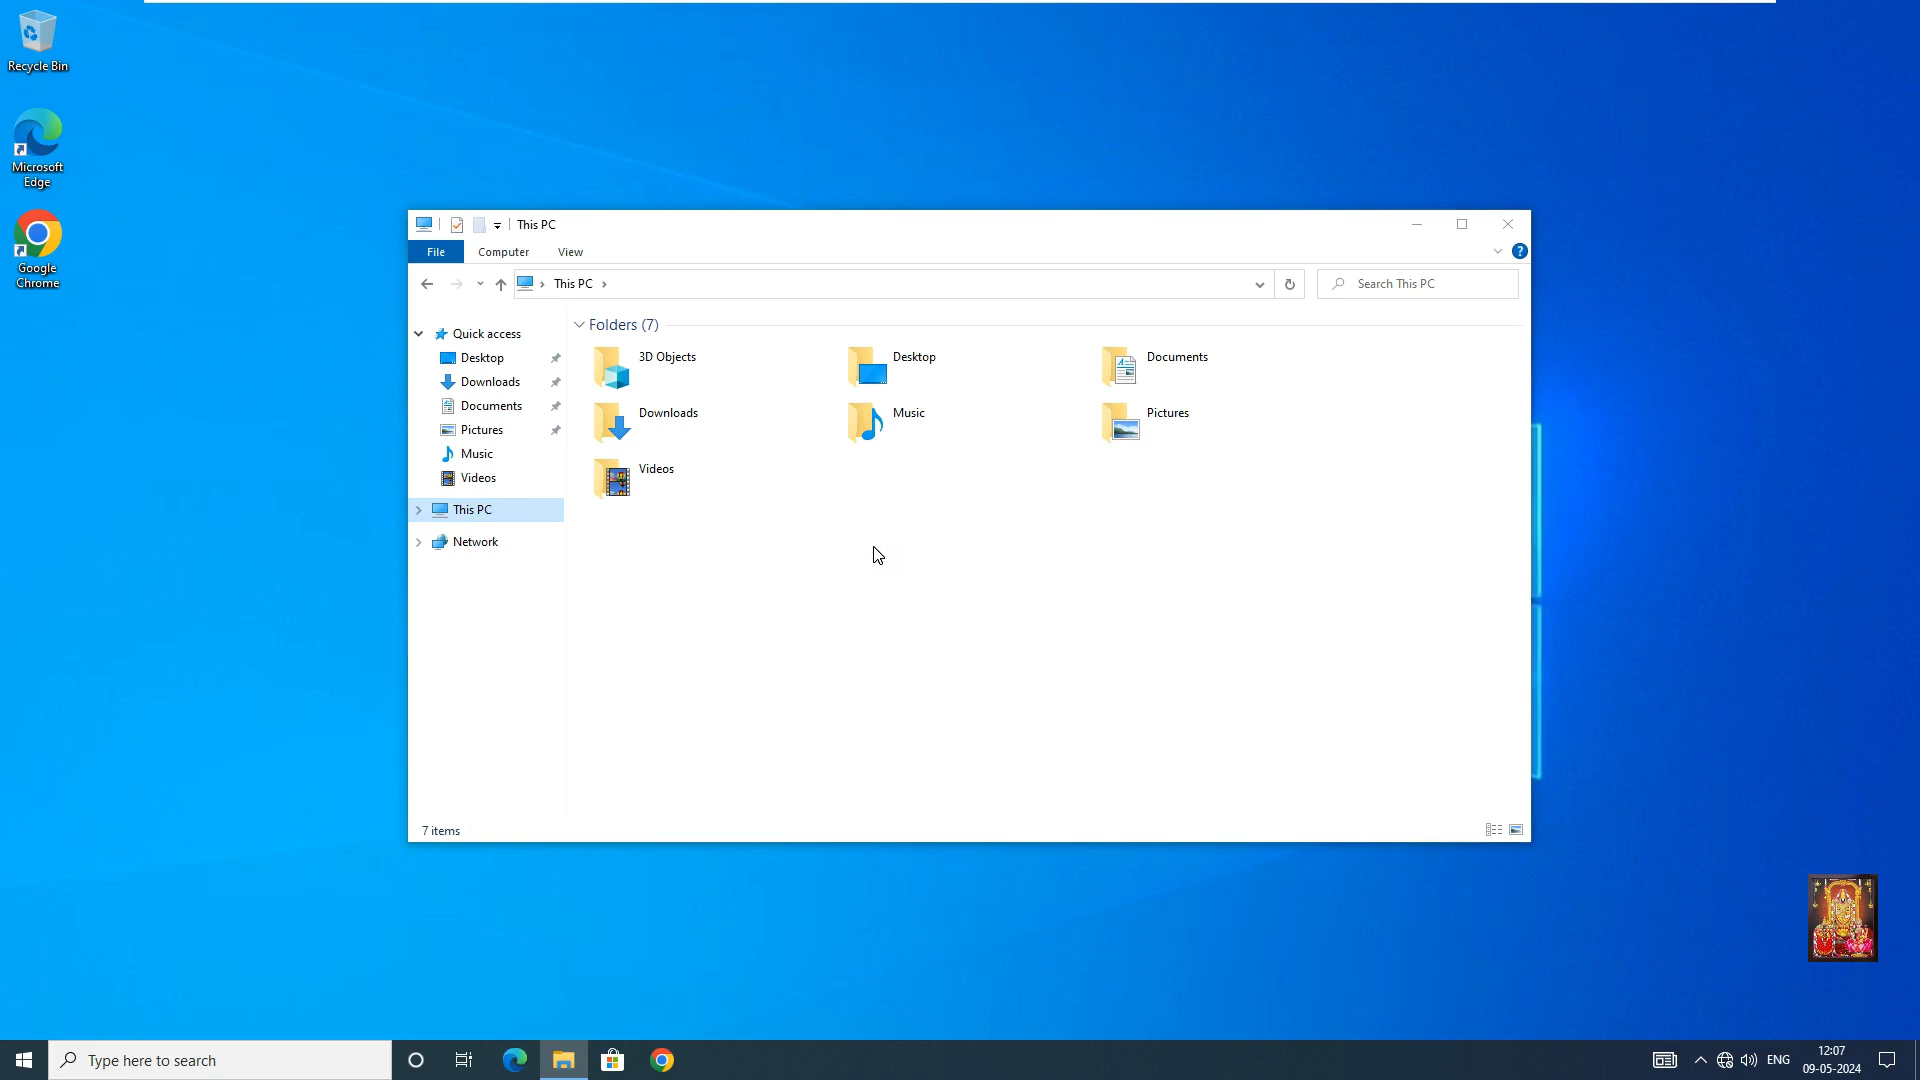 Recycle Bin
Microsoft
Edge
Google
Chrome
This PC
File
Computer
View
?
This PC
Search This PC
Quick access
Desktop
Downloads
Documents
Pictures
Music
Videos
This PC
Network
Folders (7)
3D Objects
Desktop
Documents
Downloads
Music
Pictures
Videos
7 items
Type here to search
ENG
12:07
09-05-2024